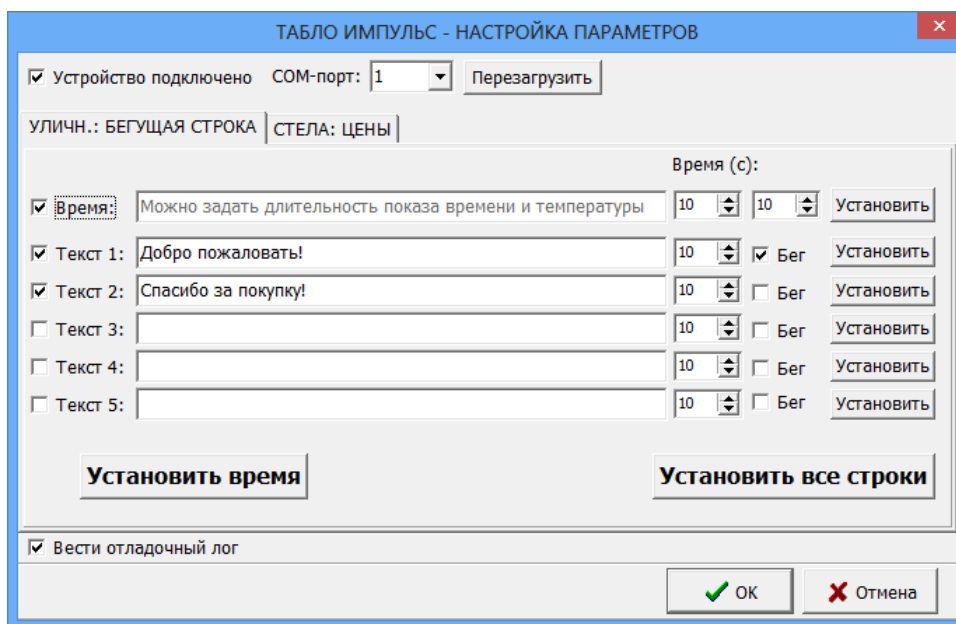 ТАБЛО ИМПУЛЬС - НАСТРОЙКА ПАРАМЕТРОВ
Устройство подключено COM-порт: 1 Перезагрузить
УЛИЧН.: БЕГУЩАЯ СТРОКА СТЕЛА: ЦЕНЫ
Время (с):
Время: Можно задать длительность показа времени и температуры 10 10 Установить
Текст 1: Добро пожаловать! 10 Бег Установить
Текст 2: Спасибо за покупку! 10 Бег Установить
Текст 3: 10 Бег Установить
Текст 4: 10 Бег Установить
Текст 5: 10 Бег Установить
Установить время Установить все строки
Вести отладочный лог
ОК Отмена